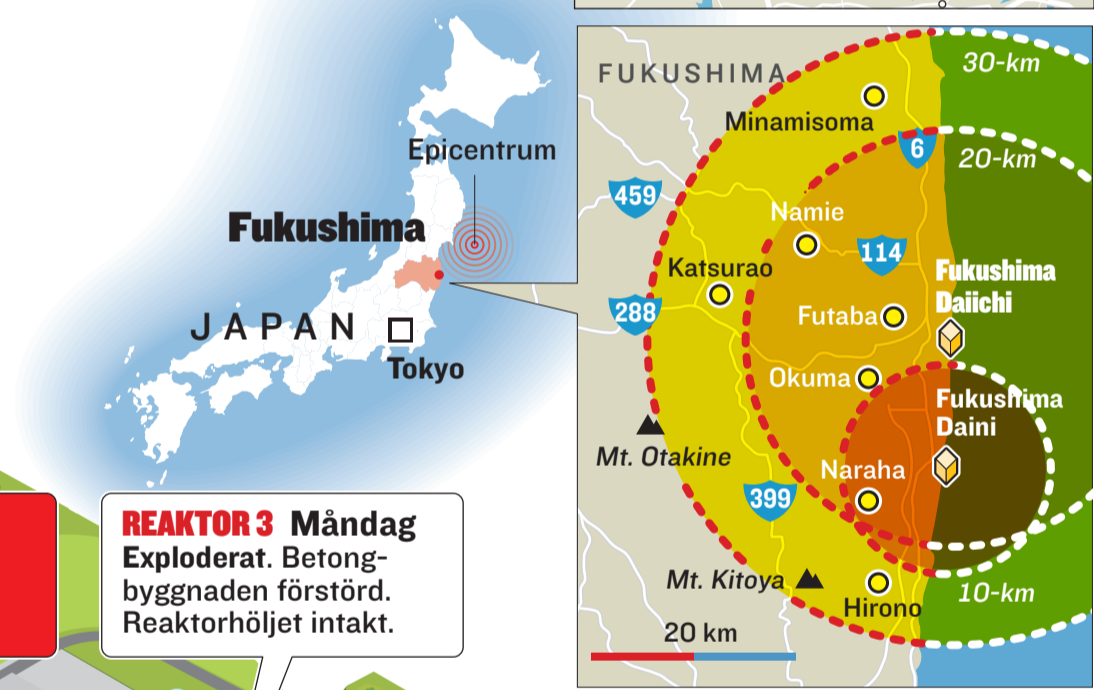 Epicentrum
Fukushima
JAPAN
Tokyo
REAKTOR 3 Måndag
Exploderat. Betong-
byggnaden förstörd.
Reaktorhöljet intakt.
FUKUSHIMA
30-km
Minamisoma
6
20-km
459
Namie
114
Katsurao
Fukushima
Daiichi
288
Futaba
Okuma
Fukushima
Daini
Mt. Otakine
Naraha
399
Mt. Kitoya
10-km
Hirono
20 km